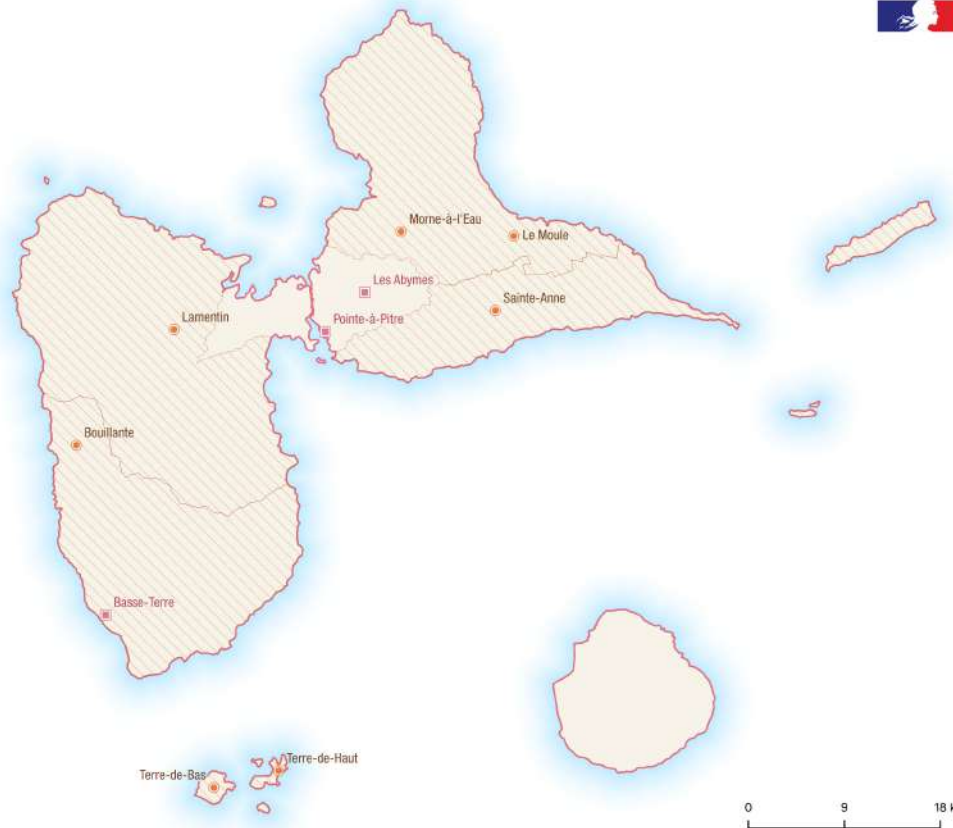 Morne-à-l'Eau
Le Moule
Les Abymes
Sainte-Anne
Lamentin
Pointe-à-Pitre
Bouillante
Basse-Terre
Terre-de-Haut
Terre-de-Bas
0 9 18 k